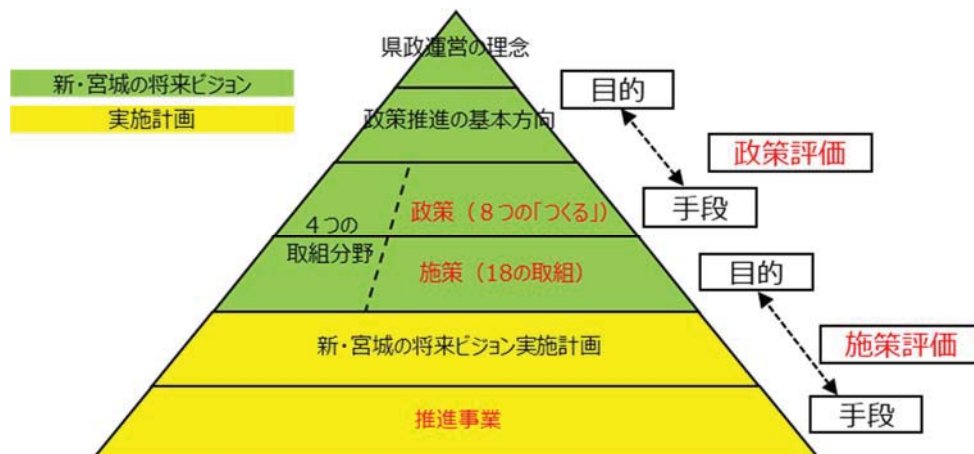 県政運営の理念
新・宮城の将来ビジョン
実施計画
政策推進の基本方向
目的
政策評価
手段
4つの
取組分野
政策（8つの「つくる」）
施策（18の取組）
目的
施策評価
手段
新・宮城の将来ビジョン実施計画
推進事業